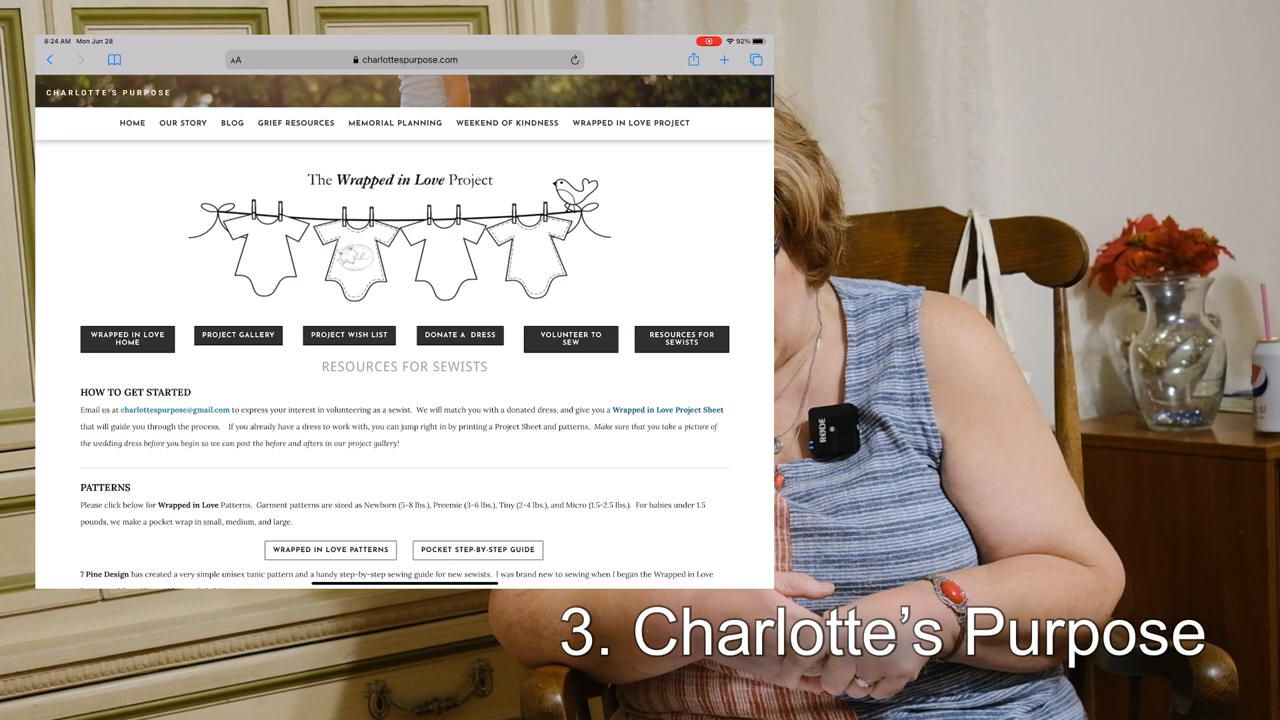 8:24 AM Mon Jun 28
92%
AA
charlottespurpose.com
CHARLOTTE'S PURPOSE
HOME OUR STORY BLOG GRIEF RESOURCES MEMORIAL PLANNING WEEKEND OF KINDNESS WRAPPED IN LOVE PROJECT
The Wrapped in Love Project
WRAPPED IN LOVE
HOME
PROJECT GALLERY
PROJECT WISH LIST
DONATE A DRESS
VOLUNTEER TO
SEW
RESOURCES FOR
SEWISTS
RESOURCES FOR SEWISTS
HOW TO GET STARTED
Email us at charlottespurpose@gmail.com to express your interest in volunteering as a sewist. We will match you with a donated dress, and give you a Wrapped in Love Project Sheet
that will guide you through the process. If you already have a dress to work with, you can jump right in by printing a Project Sheet and patterns. Make sure that you take a picture of
the wedding dress before you begin so we can post the before and afters in our project gallery!
PATTERNS
Please click below for Wrapped in Love Patterns. Garment patterns are sized as Newborn (5-8 lbs.), Preemie (3-6 lbs.), Tiny (2-4 lbs.), and Micro (1.5-2.5 lbs.). For babies under 1.5
pounds, we make a pocket wrap in small, medium, and large.
WRAPPED IN LOVE PATTERNS
POCKET STEP-BY-STEP GUIDE
7 Pine Design has created a very simple unisex tunic pattern and a handy step-by-step sewing guide for new sewists. I was brand new to sewing when I began the Wrapped in Love
RØDE
3. Charlotte's Purpose